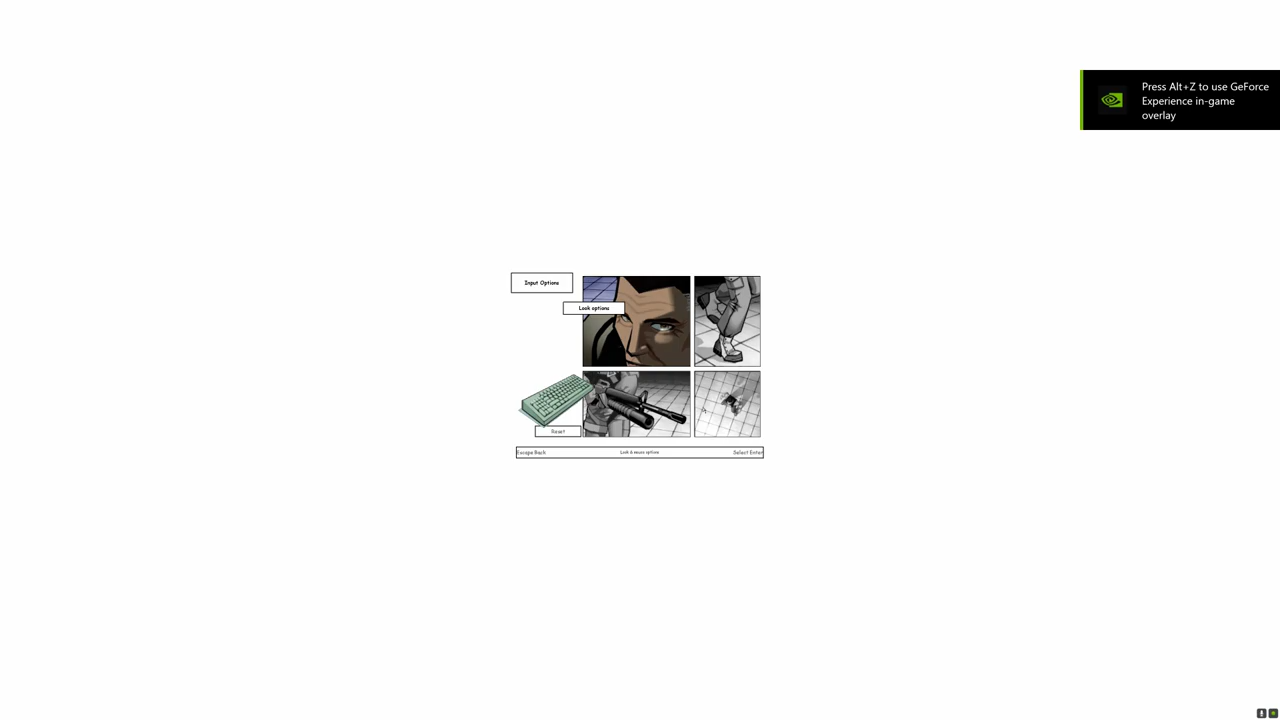 Press Alt+Z to use GeForce
Experience in-game
overlay
Input Options
Look options
Reset
Escape Back
Look & mouse options
Select Enter